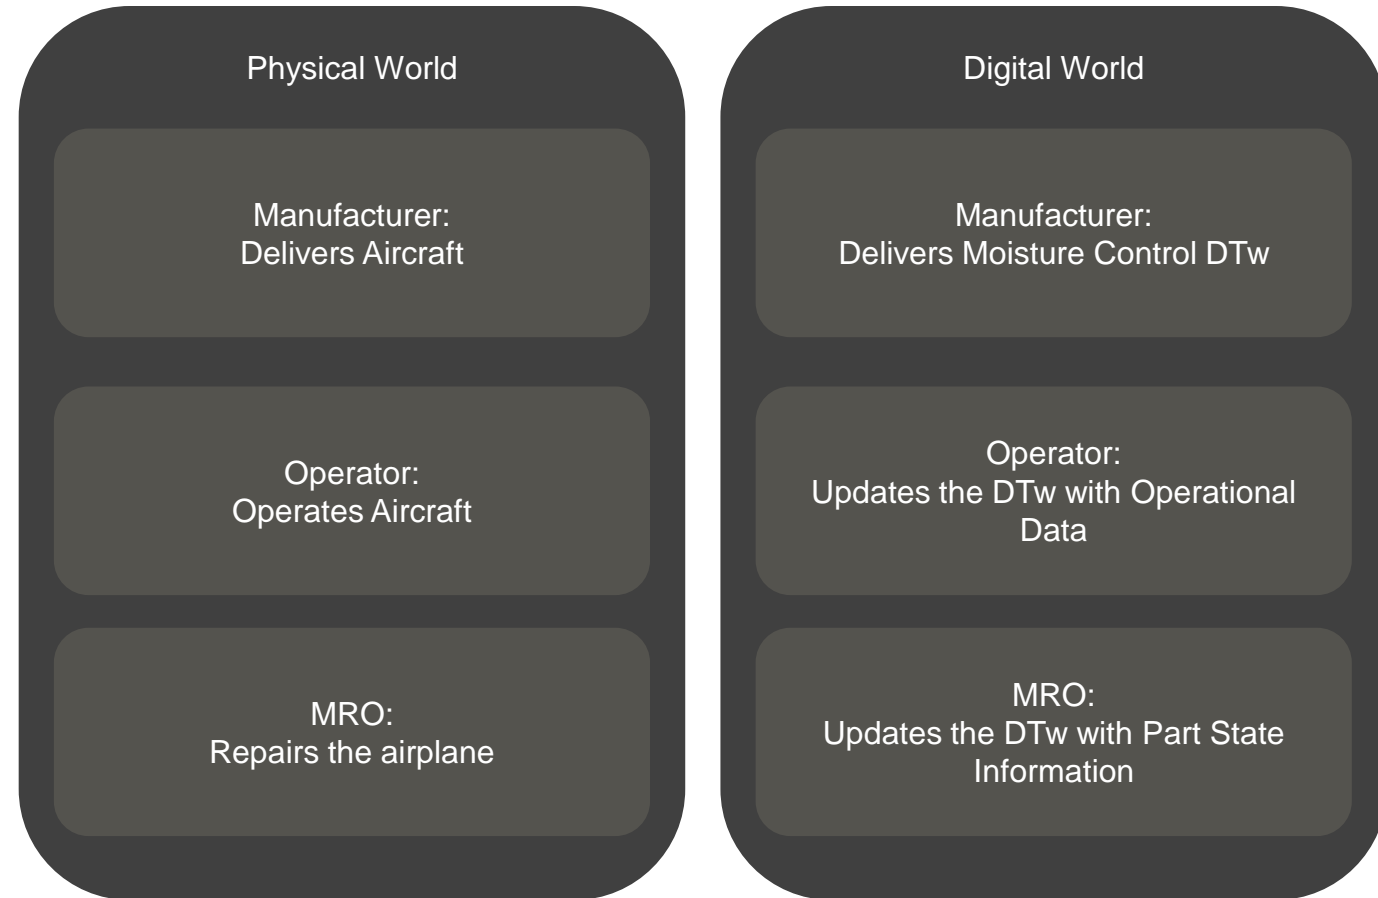 Physical World
Manufacturer:
Delivers Aircraft
Operator:
Operates Aircraft
MRO:
Repairs the airplane
Digital World
Manufacturer:
Delivers Moisture Control DTw
Operator:
Updates the DTw with Operational
Data
MRO:
Updates the DTw with Part State
Information